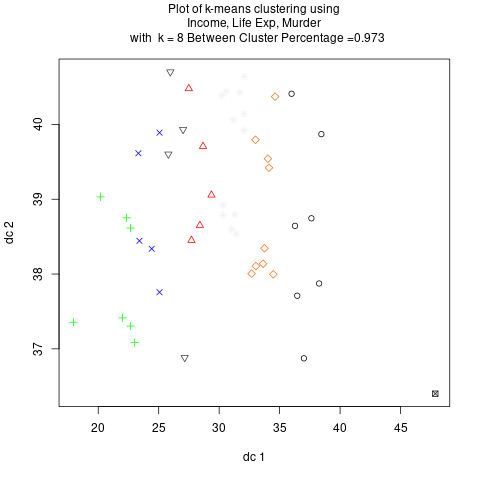 Plot of k-means clustering using
Income, Life Exp, Murder
with k = 8 Between Cluster Percentage =0.973
40
39
38
37
dc 2
20 25 30 35 40 45
dc 1